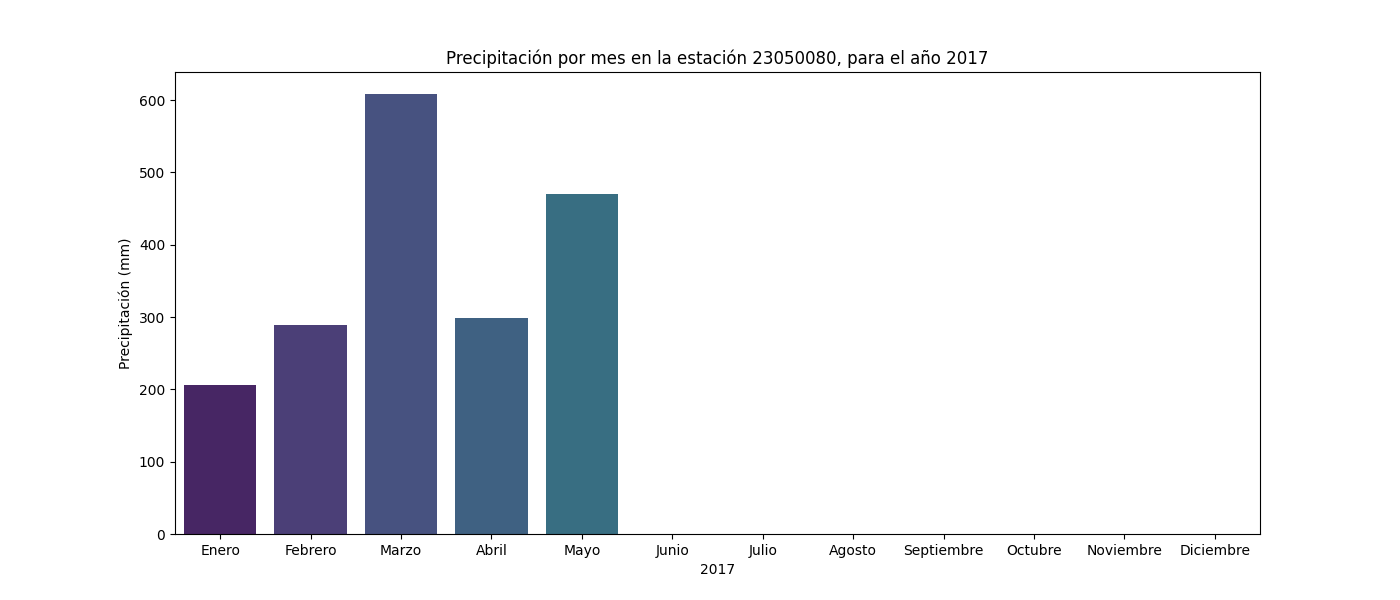 Precipitación por mes en la estación 23050080, para el año 2017
Precipitación (mm)
600
500
400
300
200
100
0
Enero Febrero Marzo Abril Mayo Junio Julio Agosto Septiembre Octubre Noviembre Diciembre
2017